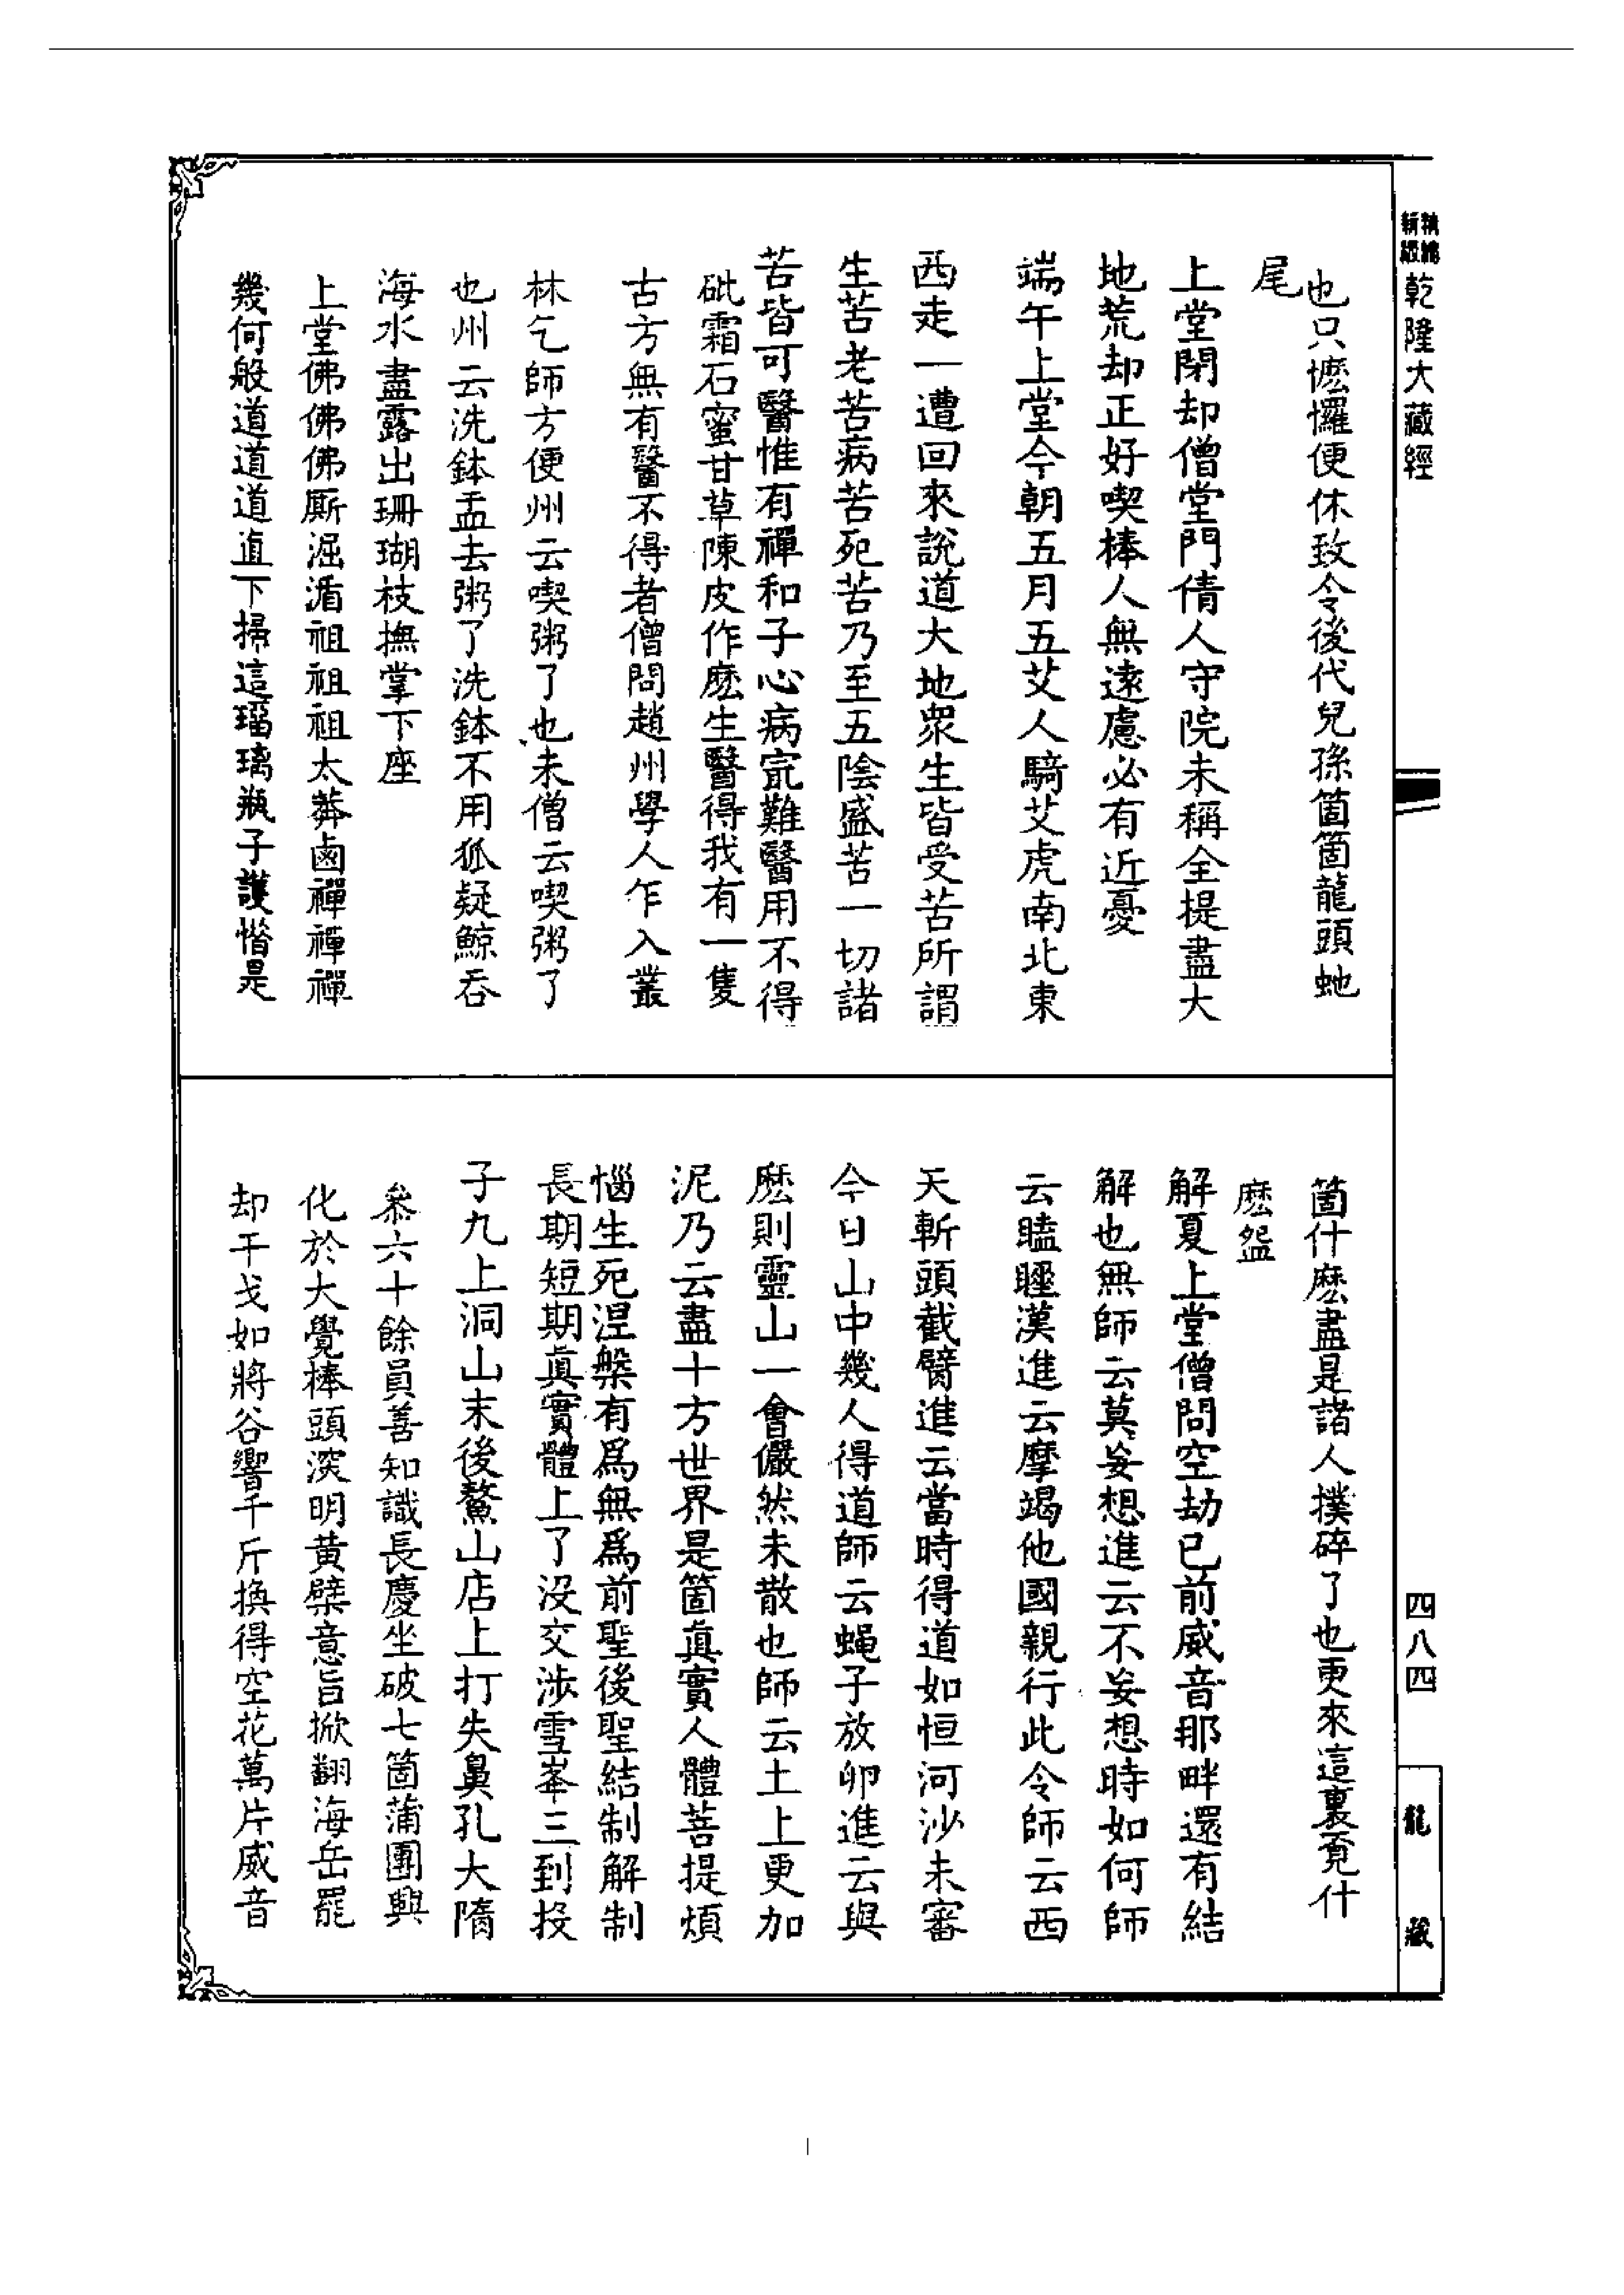 乾隆大藏經
也只㦄㦬便休致令後代兒孫箇箇龍頭虵
尾
上堂閉却僧堂門倩人守院未稱全提盡大
地荒却正好喫棒人無遠慮必有近憂
端午上堂今朝五月五艾人騎艾虎南北東
西走一遭回來說道大地衆生皆受苦所謂
生苦老苦病苦死苦乃至五陰盛苦一切諸
苦皆可醫惟有禪和子心病㝡難醫用不得
砒霜石蜜甘草陳皮作麽生醫得我有一隻
古方無有醫不得者僧問趙州學人乍入叢
林乞師方便州云喫粥了也未僧云喫粥了
也州云洗鉢盂去粥了洗鉢不用狐疑鯨吞
海水盡露出珊瑚枝撫掌下座
上堂佛佛佛厮混遁祖祖祖太莽鹵禪禪禪
幾何般道道道直下掃這瑠璃瓶子護惜是
箇什麽盡是諸人撲碎了也更來這裏覓什
麽盌
解夏上堂僧問空劫已前威音那畔還有結
解也無師云莫妄想進云不妄想時如何師
云瞌睡漢進云摩竭他國親行此令師云西
天斬頭截臂進云當時得道如恒河沙未審
今日山中幾人得道師云蝇子放卵進云與
麽則靈山一會儼然未散也師云土上更加
泥乃云盡十方世界是箇眞實人體菩提煩
惱生死涅槃有爲無爲前聖後聖結制解制
長期短期眞實體上了没交涉雪峯三到投
子九上洞山末後鰲山店上打失鼻孔大隋
叅六十餘員善知識長慶坐破七箇蒲團興
化於大覺棒頭深明黄檗意旨掀翻海岳罷
却干戈如將谷響千斤換得空花萬片威音
四八四
龍藏